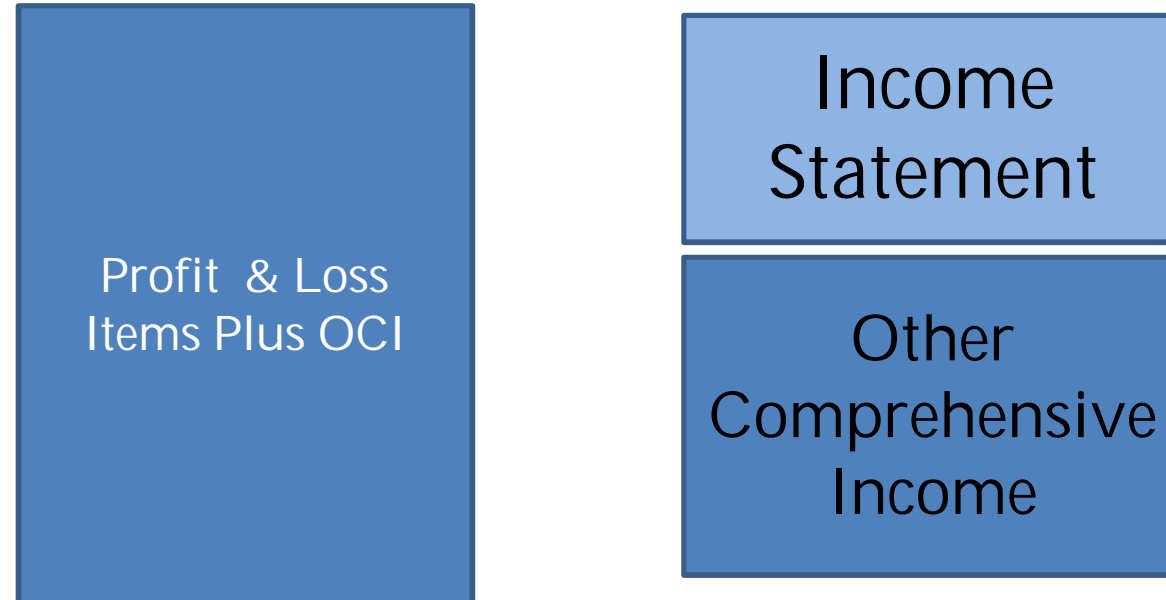 Profit & Loss
Items Plus OCI
Income
Statement
Other
Comprehensive
Income